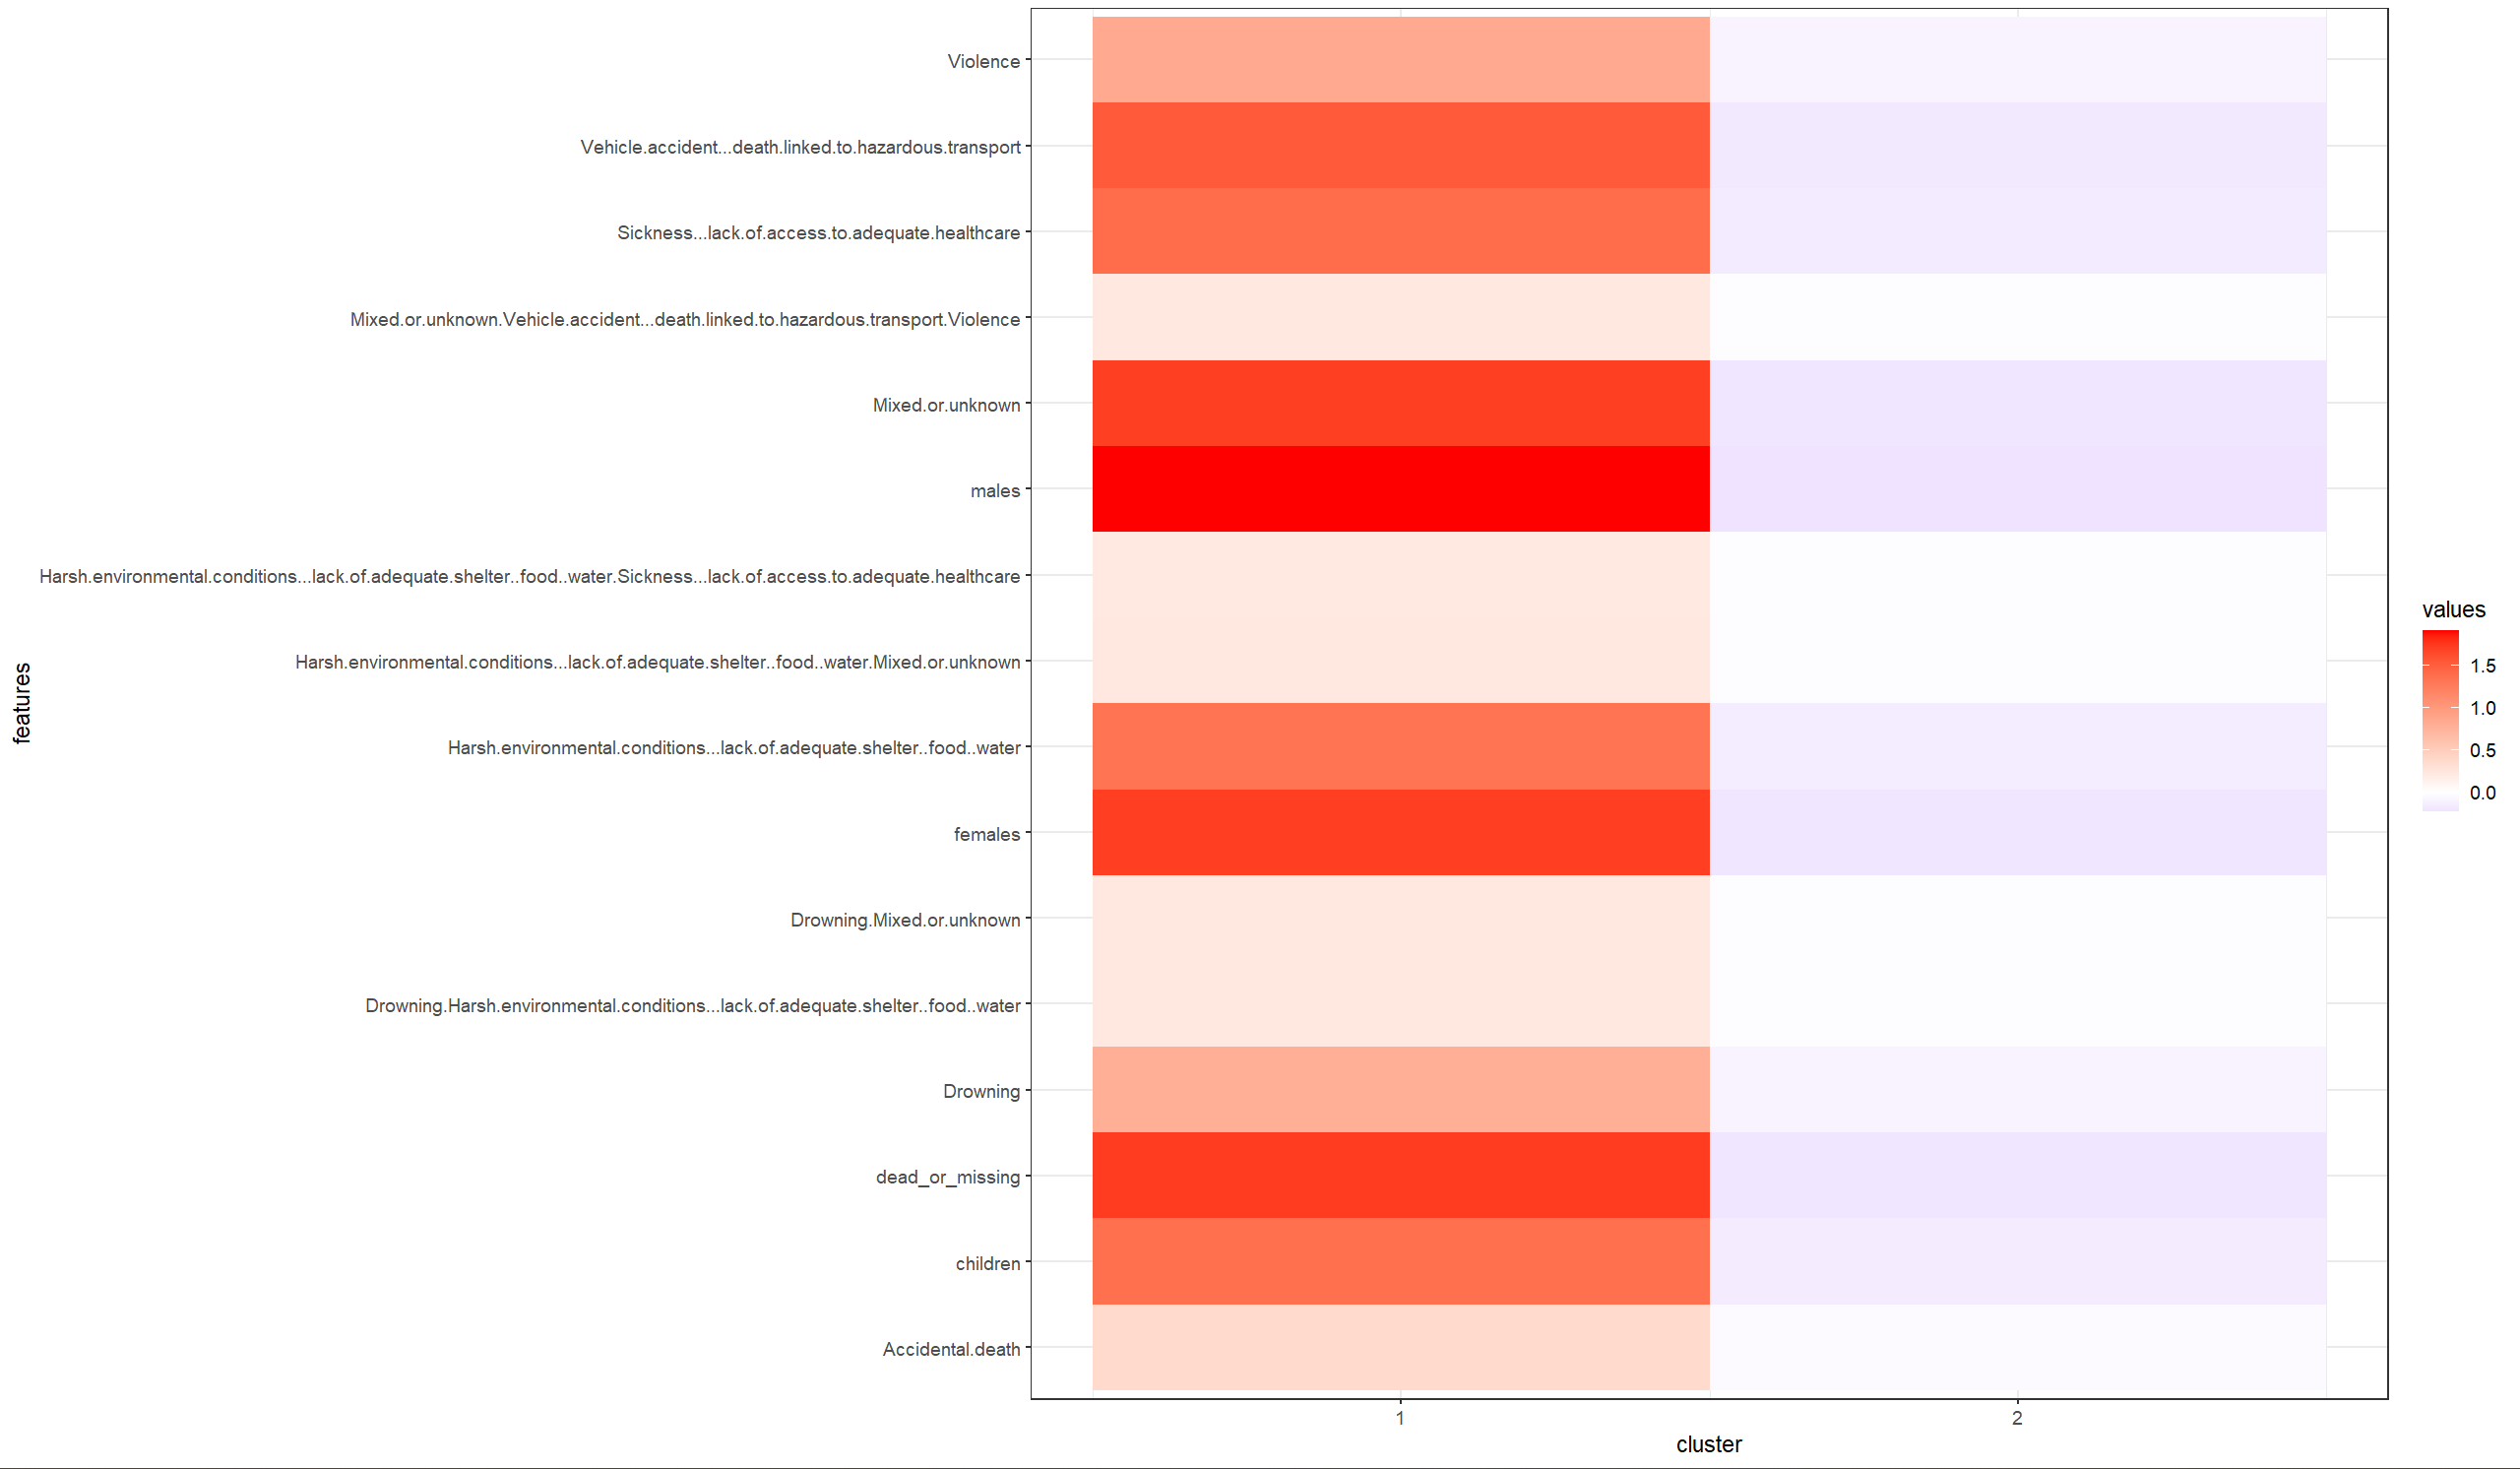 Violence
Vehicle.accident...death.linked.to.hazardous.transport
Sickness...lack.of.access.to.adequate.healthcare
Mixed.or.unknown.Vehicle.accident...death.linked.to.hazardous.transport.Violence
Mixed.or.unknown
males
Harsh.environmental.conditions...lack.of.adequate.shelter..food..water.Sickness...lack.of.access.to.adequate.healthcare
Harsh.environmental.conditions...lack.of.adequate.shelter..food..water.Mixed.or.unknown
Harsh.environmental.conditions...lack.of.adequate.shelter..food..water
females
Drowning.Mixed.or.unknown
Drowning.Harsh.environmental.conditions...lack.of.adequate.shelter..food..water
Drowning
dead_or_missing
children
Accidental.death
features
1
2
cluster
values
1.5
1.0
0.5
0.0